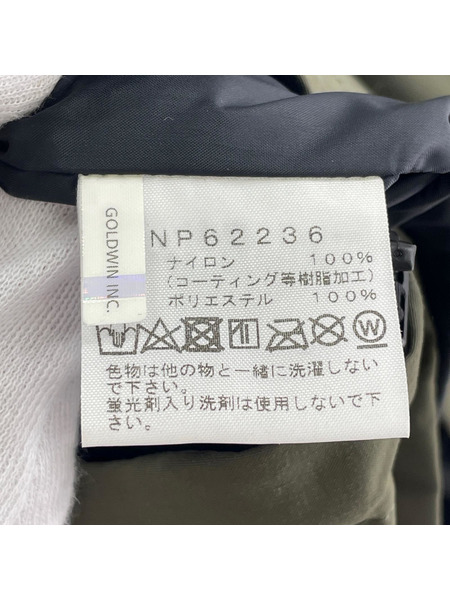 GOLDWIN INC.
NP62236
ナイロン 100%
(コーティング等樹脂加工)
ポリエステル 100%
W
色物は他の物と一緒に洗濯しない
で下さい。
蛍光剤入り洗剤は使用しないで下
さい。